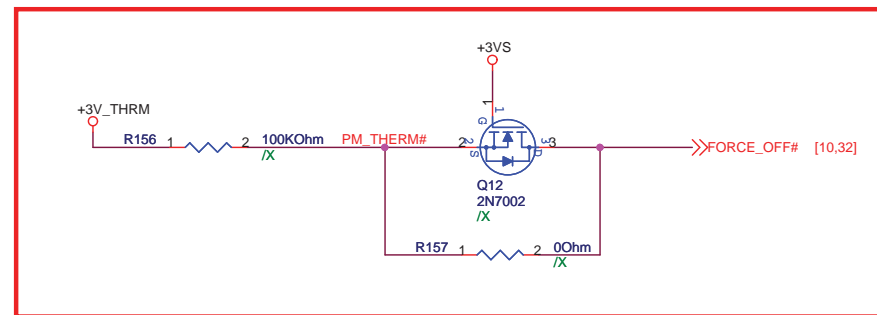 +3VS
+3V_THRM
R156 1 2 100KOhm PM_THERM# 2 3 FORCE_OFF# [10,32]
/X
1
1
G
2
S
3
D
Q12
2N7002
/X
R157 1 2 0Ohm
/X